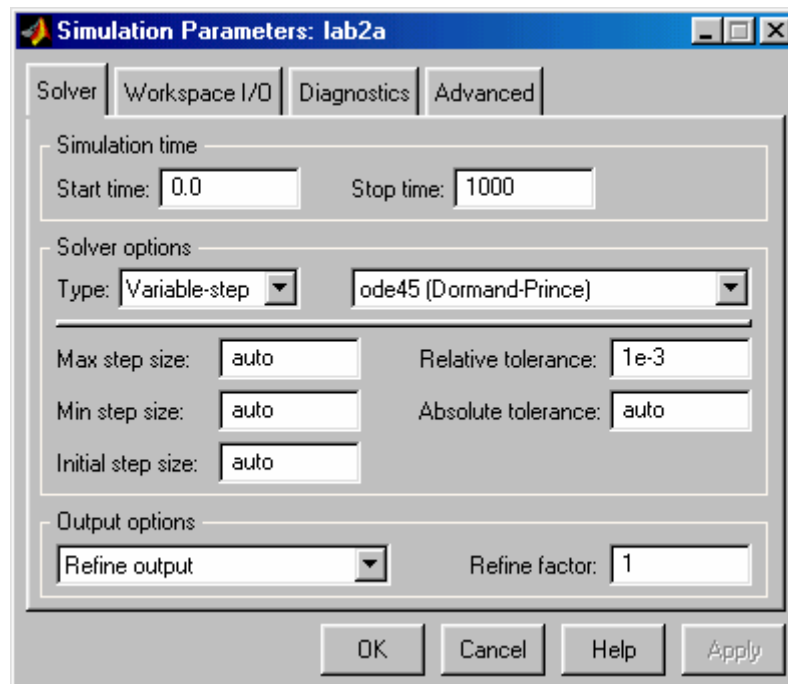 Simulation Parameters: lab2a
Solver Workspace I/O Diagnostics Advanced
Simulation time
Start time: 0.0 Stop time: 1000
Solver options
Type: Variable-step ode45 (Dormand-Prince)
Max step size: auto Relative tolerance: 1e-3
Min step size: auto Absolute tolerance: auto
Initial step size: auto
Output options
Refine output Refine factor: 1
OK Cancel Help Apply